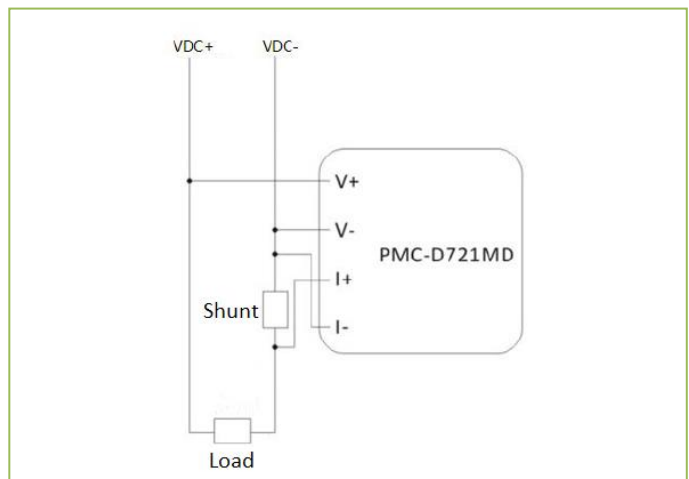 VDC+ VDC-
V+
V-
PMC-D721MD
I+
Shunt
I-
Load